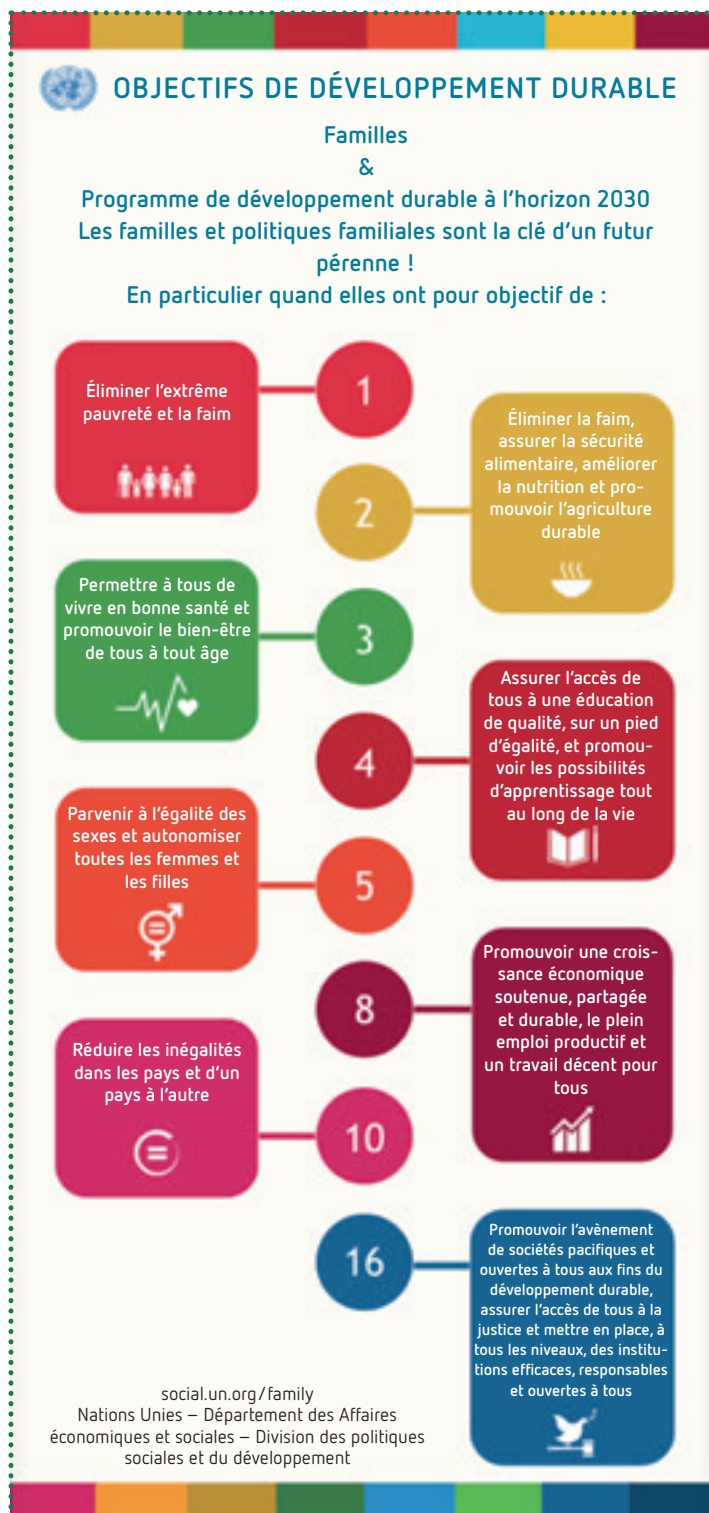 OBJECTIFS DE DÉVELOPPEMENT DURABLE
Familles
&
Programme de développement durable à l'horizon 2030
Les familles et politiques familiales sont la clé d'un futur
pérenne !
En particulier quand elles ont pour objectif de :
Éliminer l'extrême
pauvreté et la faim
1
Éliminer la faim,
assurer la sécurité
alimentaire, améliorer
la nutrition et pro-
mouvoir l'agriculture
durable
2
Permettre à tous de
vivre en bonne santé et
promouvoir le bien-être
de tous à tout âge
3
Assurer l'accès de
tous à une éducation
de qualité, sur un pied
d'égalité, et promou-
voir les possibilités
d'apprentissage tout
au long de la vie
4
Parvenir à l'égalité des
sexes et autonomiser
toutes les femmes et
les filles
5
Promouvoir une crois-
sance économique
soutenue, partagée
et durable, le plein
emploi productif et
un travail décent pour
tous
8
Réduire les inégalités
dans les pays et d'un
pays à l'autre
10
16
Promouvoir l'avènement
de sociétés pacifiques et
ouvertes à tous aux fins du
développement durable,
assurer l'accès de tous à la
justice et mettre en place, à
tous les niveaux, des institu-
tions efficaces, responsables
et ouvertes à tous
social.un.org/family
Nations Unies – Département des Affaires
économiques et sociales – Division des politiques
sociales et du développement